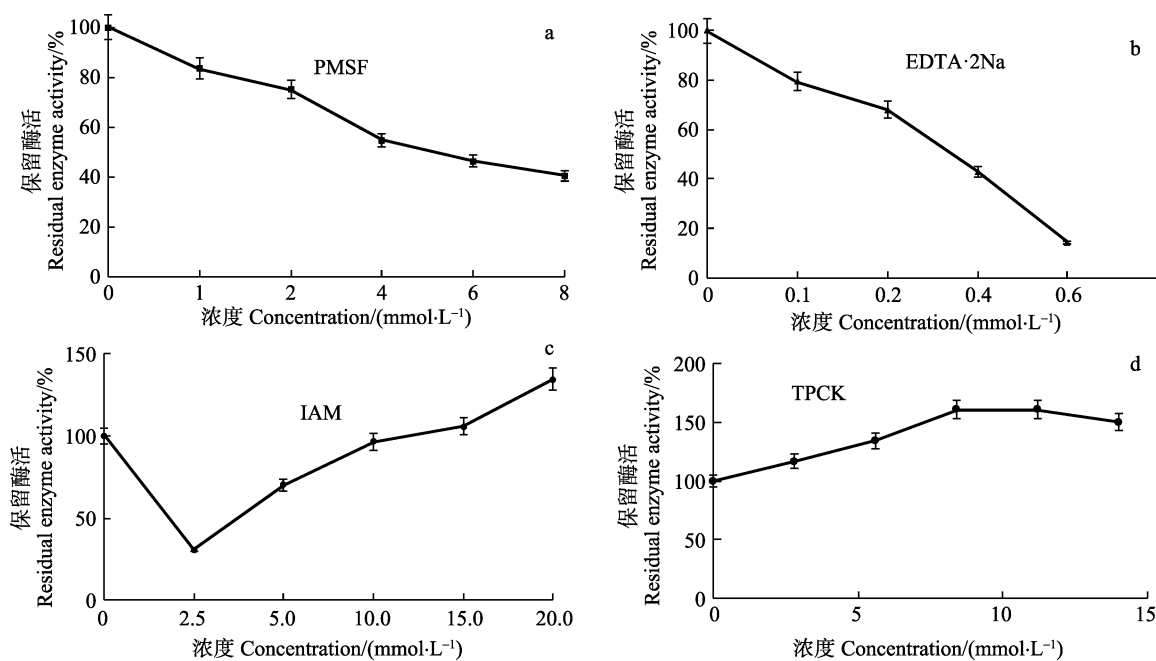 a
PMSF
100
80
60
40
20
0
保留酶活
Residual enzyme activity/%
0 1 2 4 6 8
浓度 Concentration/(mmol·L⁻¹)
b
EDTA·2Na
100
80
60
40
20
0
保留酶活
Residual enzyme activity/%
0 0.1 0.2 0.4 0.6
浓度 Concentration/(mmol·L⁻¹)
c
IAM
150
100
50
0
保留酶活
Residual enzyme activity/%
0 2.5 5.0 10.0 15.0 20.0
浓度 Concentration/(mmol·L⁻¹)
d
TPCK
200
150
100
50
0
保留酶活
Residual enzyme activity/%
0 5 10 15
浓度 Concentration/(mmol·L⁻¹)